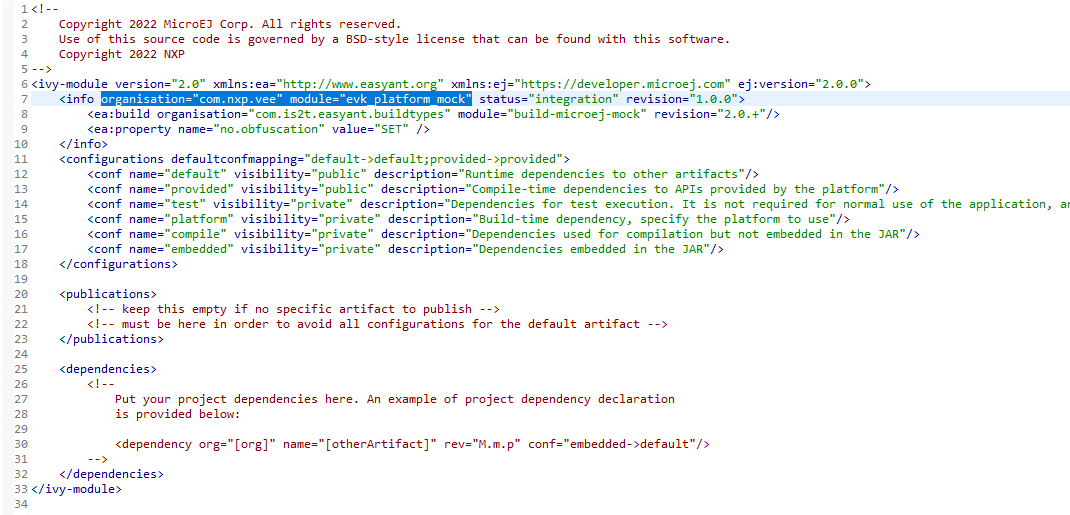 1 <!--
2     Copyright 2022 MicroEJ Corp. All rights reserved.
3     Use of this source code is governed by a BSD-style license that can be found with this software.
4     Copyright 2022 NXP
5 -->
6 <ivy-module version="2.0" xmlns:ea="http://www.easyant.org" xmlns:ej="https://developer.microej.com" ej:version="2.0.0">
7     <info organisation="com.nxp.vee" module="evk_platform_mock" status="integration" revision="1.0.0">
8         <ea:build organisation="com.is2t.easyant.buildtypes" module="build-microej-mock" revision="2.0.+"/>
9         <ea:property name="no.obfuscation" value="SET" />
10     </info>
11     <configurations defaultconfmapping="default->default;provided->provided">
12         <conf name="default" visibility="public" description="Runtime dependencies to other artifacts"/>
13         <conf name="provided" visibility="public" description="Compile-time dependencies to APIs provided by the platform"/>
14         <conf name="test" visibility="private" description="Dependencies for test execution. It is not required for normal use of the application, an
15         <conf name="platform" visibility="private" description="Build-time dependency, specify the platform to use"/>
16         <conf name="compile" visibility="private" description="Dependencies used for compilation but not embedded in the JAR"/>
17         <conf name="embedded" visibility="private" description="Dependencies embedded in the JAR"/>
18     </configurations>
19
20     <publications>
21         <!-- keep this empty if no specific artifact to publish -->
22         <!-- must be here in order to avoid all configurations for the default artifact -->
23     </publications>
24
25     <dependencies>
26         <!--
27             Put your project dependencies here. An example of project dependency declaration
28             is provided below:
29
30             <dependency org="[org]" name="[otherArtifact]" rev="M.m.p" conf="embedded->default"/>
31         -->
32     </dependencies>
33 </ivy-module>
34